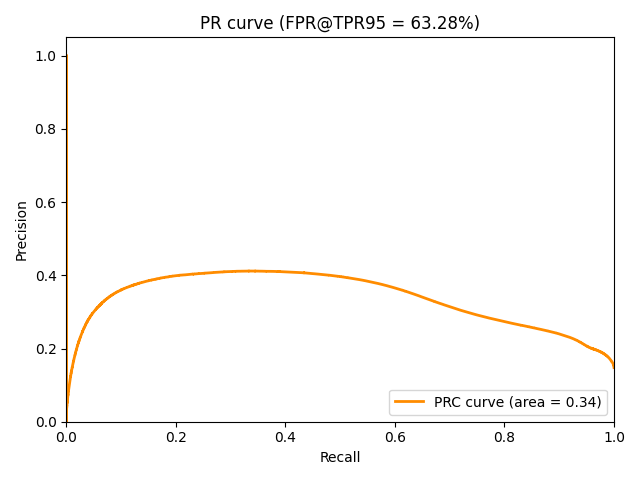 PR curve (FPR@TPR95 = 63.28%)
1.0
0.8
0.6
0.4
0.2
0.0
Precision
0.0 0.2 0.4 0.6 0.8 1.0
Recall
PRC curve (area = 0.34)